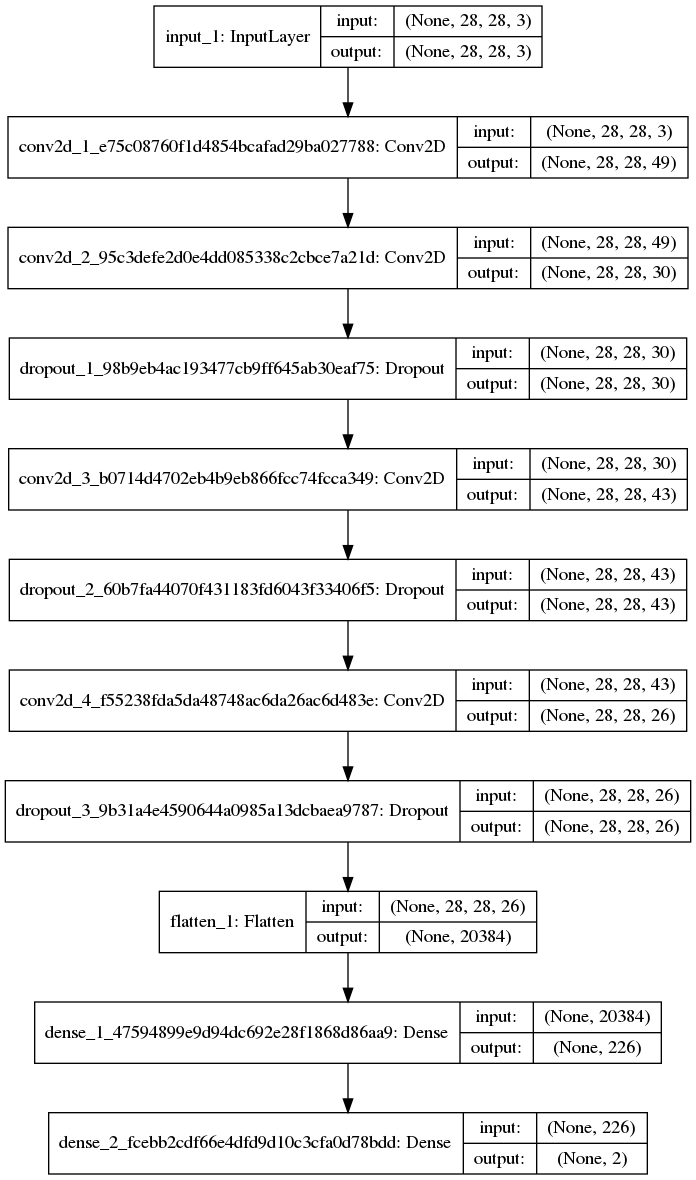 input_1: InputLayer
input: (None, 28, 28, 3)
output: (None, 28, 28, 3)
conv2d_1_e75c08760f1d4854bcafad29ba027788: Conv2D
input: (None, 28, 28, 3)
output: (None, 28, 28, 49)
conv2d_2_95c3defe2d0e4dd085338c2cbce7a21d: Conv2D
input: (None, 28, 28, 49)
output: (None, 28, 28, 30)
dropout_1_98b9eb4ac193477cb9ff645ab30eaf75: Dropout
input: (None, 28, 28, 30)
output: (None, 28, 28, 30)
conv2d_3_b0714d4702eb4b9eb866fcc74fcca349: Conv2D
input: (None, 28, 28, 30)
output: (None, 28, 28, 43)
dropout_2_60b7fa44070f431183fd6043f33406f5: Dropout
input: (None, 28, 28, 43)
output: (None, 28, 28, 43)
conv2d_4_f55238fda5da48748ac6da26ac6d483e: Conv2D
input: (None, 28, 28, 43)
output: (None, 28, 28, 26)
dropout_3_9b31a4e4590644a0985a13dcbaea9787: Dropout
input: (None, 28, 28, 26)
output: (None, 28, 28, 26)
flatten_1: Flatten
input: (None, 28, 28, 26)
output: (None, 20384)
dense_1_47594899e9d94dc692e28f1868d86aa9: Dense
input: (None, 20384)
output: (None, 226)
dense_2_fcebb2cdf66e4dfd9d10c3cfa0d78bdd: Dense
input: (None, 226)
output: (None, 2)